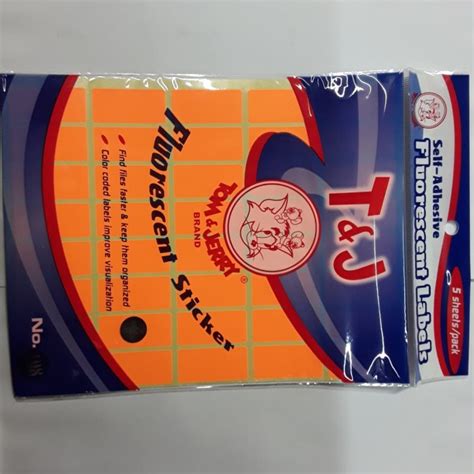 Self-Adhesive
Fluorescent Labels
5 sheets/pack
T&J
TOM & JERRY®
BRAND
Fluorescent Sticker
Find files faster & keep them organized
Color coded labels improve visualization
No.